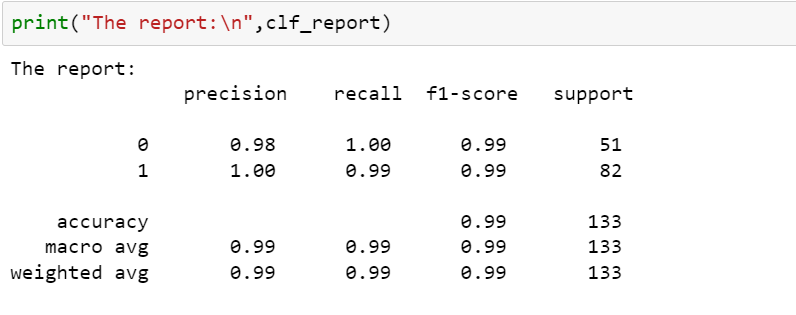 print("The report:\n",clf_report)
The report:
precision recall f1-score support
0 0.98 1.00 0.99 51
1 1.00 0.99 0.99 82
accuracy 0.99 133
macro avg 0.99 0.99 0.99 133
weighted avg 0.99 0.99 0.99 133